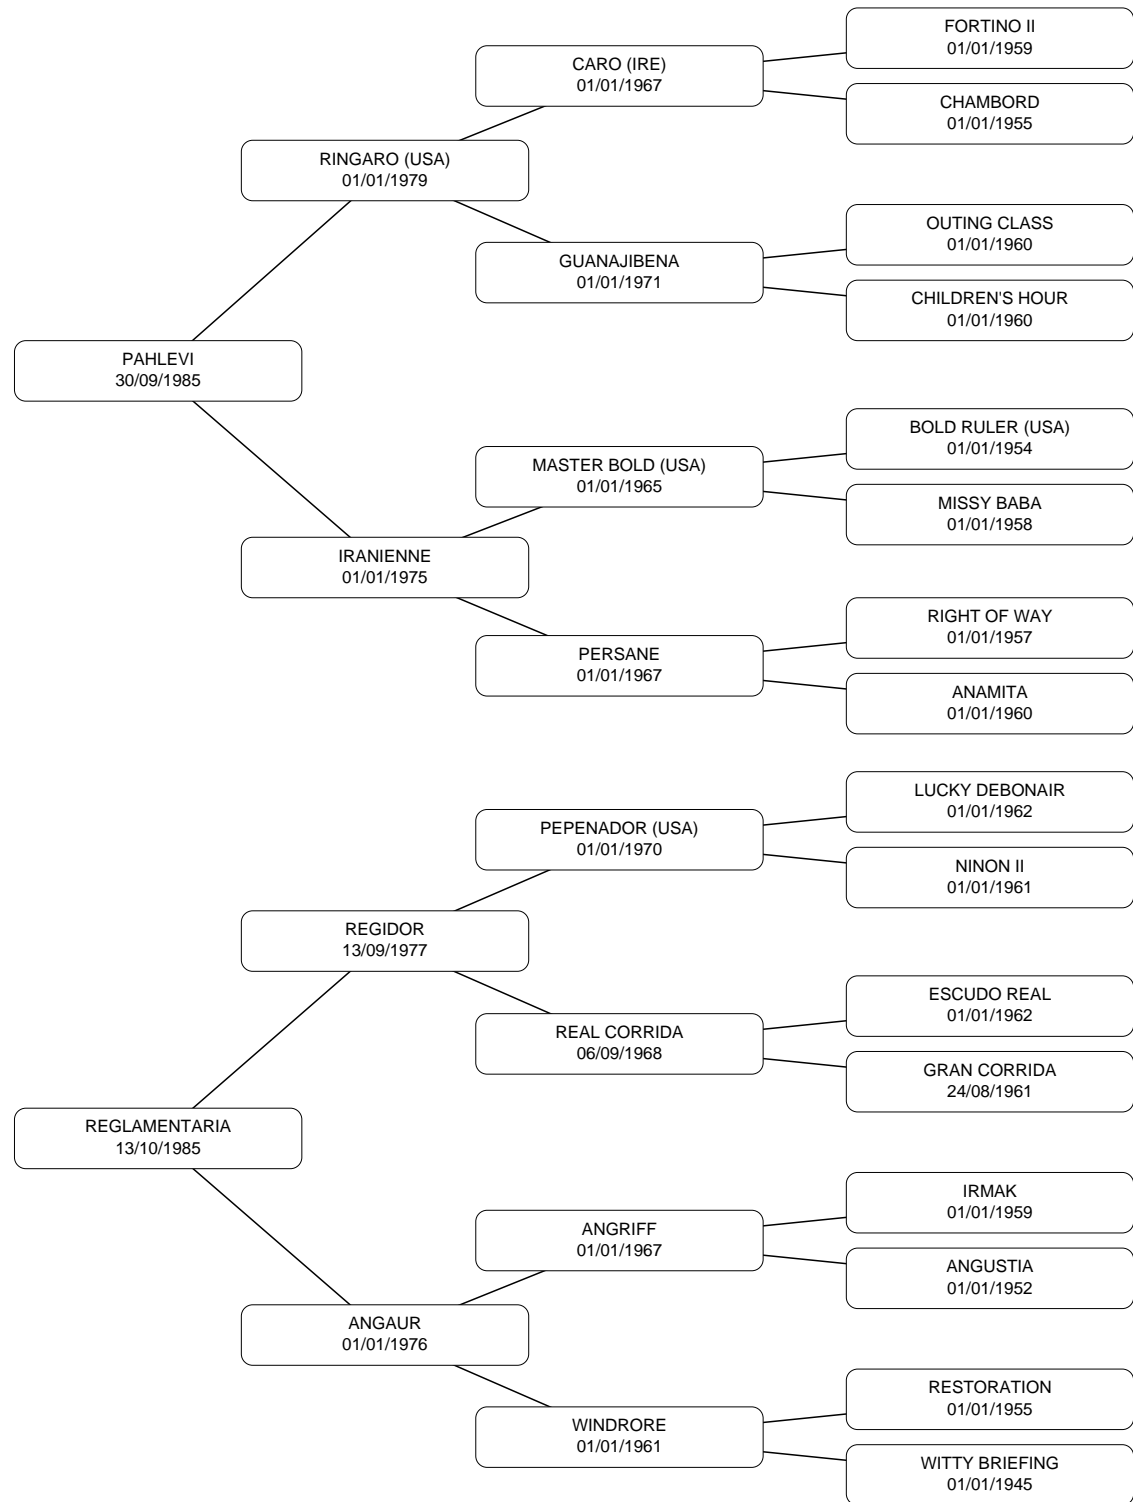 FORTINO II
01/01/1959
CARO (IRE)
01/01/1967
CHAMBORD
01/01/1955
RINGARO (USA)
01/01/1979
OUTING CLASS
01/01/1960
GUANAJIBENA
01/01/1971
CHILDREN'S HOUR
01/01/1960
PAHLEVI
30/09/1985
BOLD RULER (USA)
01/01/1954
MASTER BOLD (USA)
01/01/1965
MISSY BABA
01/01/1958
IRANIENNE
01/01/1975
RIGHT OF WAY
01/01/1957
PERSANE
01/01/1967
ANAMITA
01/01/1960
LUCKY DEBONAIR
01/01/1962
PEPENADOR (USA)
01/01/1970
NINON II
01/01/1961
REGIDOR
13/09/1977
ESCUDO REAL
01/01/1962
REAL CORRIDA
06/09/1968
GRAN CORRIDA
24/08/1961
REGLAMENTARIA
13/10/1985
IRMAK
01/01/1959
ANGRIFF
01/01/1967
ANGUSTIA
01/01/1952
ANGAUR
01/01/1976
RESTORATION
01/01/1955
WINDRORE
01/01/1961
WITTY BRIEFING
01/01/1945